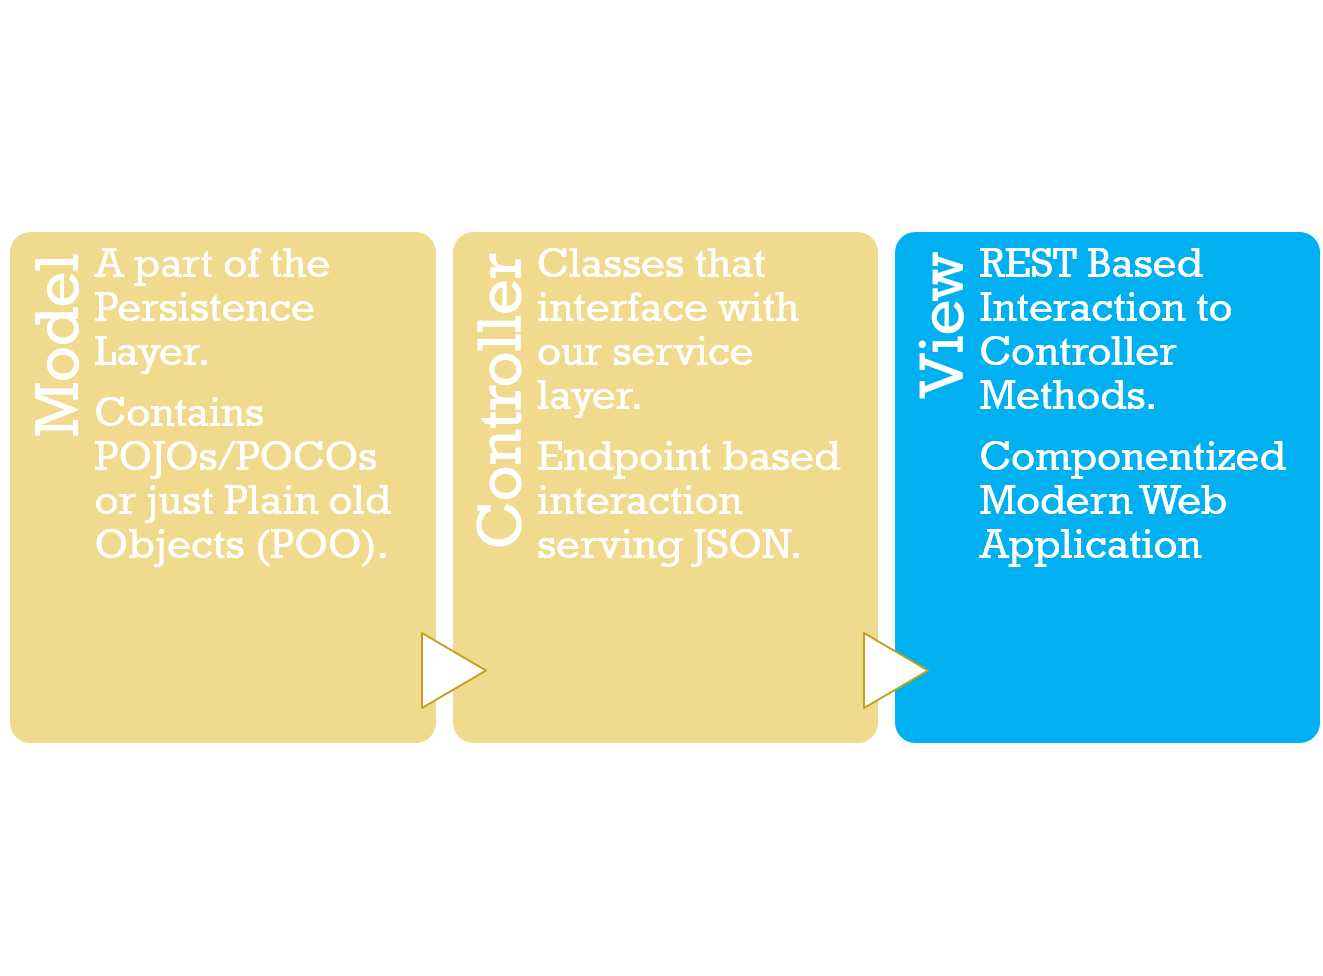 Model
A part of the
Persistence
Layer.
Contains
POJOs/POCOs
or just Plain old
Objects (POO).
Controller
Classes that
interface with
our service
layer.
Endpoint based
interaction
serving JSON.
View
REST Based
Interaction to
Controller
Methods.
Componentized
Modern Web
Application